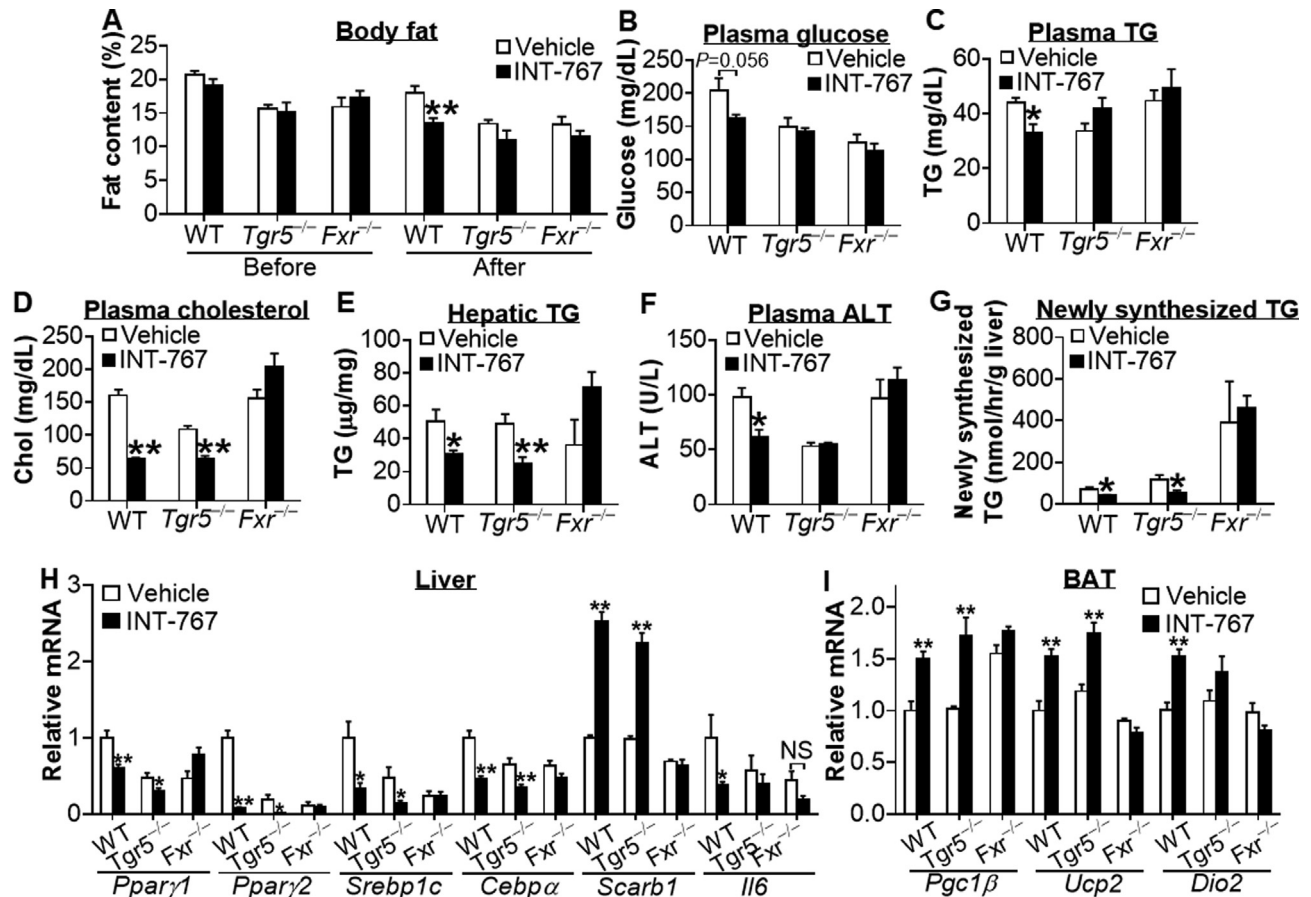 A
Body fat
Fat content (%)
25
20
15
10
5
0
Vehicle
INT-767
**
WT
Tgr5−/−
Fxr−/−
WT
Tgr5−/−
Fxr−/−
Before
After
B
Plasma glucose
Glucose (mg/dL)
250
200
150
100
50
0
Vehicle
INT-767
P=0.056
WT
Tgr5−/−
Fxr−/−
C
Plasma TG
TG (mg/dL)
60
40
20
0
Vehicle
INT-767
*
WT
Tgr5−/−
Fxr−/−
D
Plasma cholesterol
Chol (mg/dL)
250
200
150
100
50
0
Vehicle
INT-767
**
**
WT
Tgr5−/−
Fxr−/−
E
Hepatic TG
TG (μg/mg)
100
80
60
40
20
0
Vehicle
INT-767
*
**
WT
Tgr5−/−
Fxr−/−
F
Plasma ALT
ALT (U/L)
150
100
50
0
Vehicle
INT-767
*
WT
Tgr5−/−
Fxr−/−
G
Newly synthesized TG
Newly synthesized
TG (nmol/hr/g liver)
800
600
400
200
0
Vehicle
INT-767
*
*
WT
Tgr5−/−
Fxr−/−
H
Liver
Relative mRNA
3
2
1
0
Vehicle
INT-767
**
*
**
*
*
*
**
**
**
**
*
NS
WT
Tgr5−/−
Fxr−/−
WT
Tgr5−/−
Fxr−/−
WT
Tgr5−/−
Fxr−/−
WT
Tgr5−/−
Fxr−/−
WT
Tgr5−/−
Fxr−/−
WT
Tgr5−/−
Fxr−/−
Pparγ1
Pparγ2
Srebp1c
Cebpα
Scarb1
Il6
I
BAT
Relative mRNA
2.0
1.5
1.0
0.5
0.0
Vehicle
INT-767
**
**
**
**
**
WT
Tgr5−/−
Fxr−/−
WT
Tgr5−/−
Fxr−/−
WT
Tgr5−/−
Fxr−/−
Pgc1β
Ucp2
Dio2